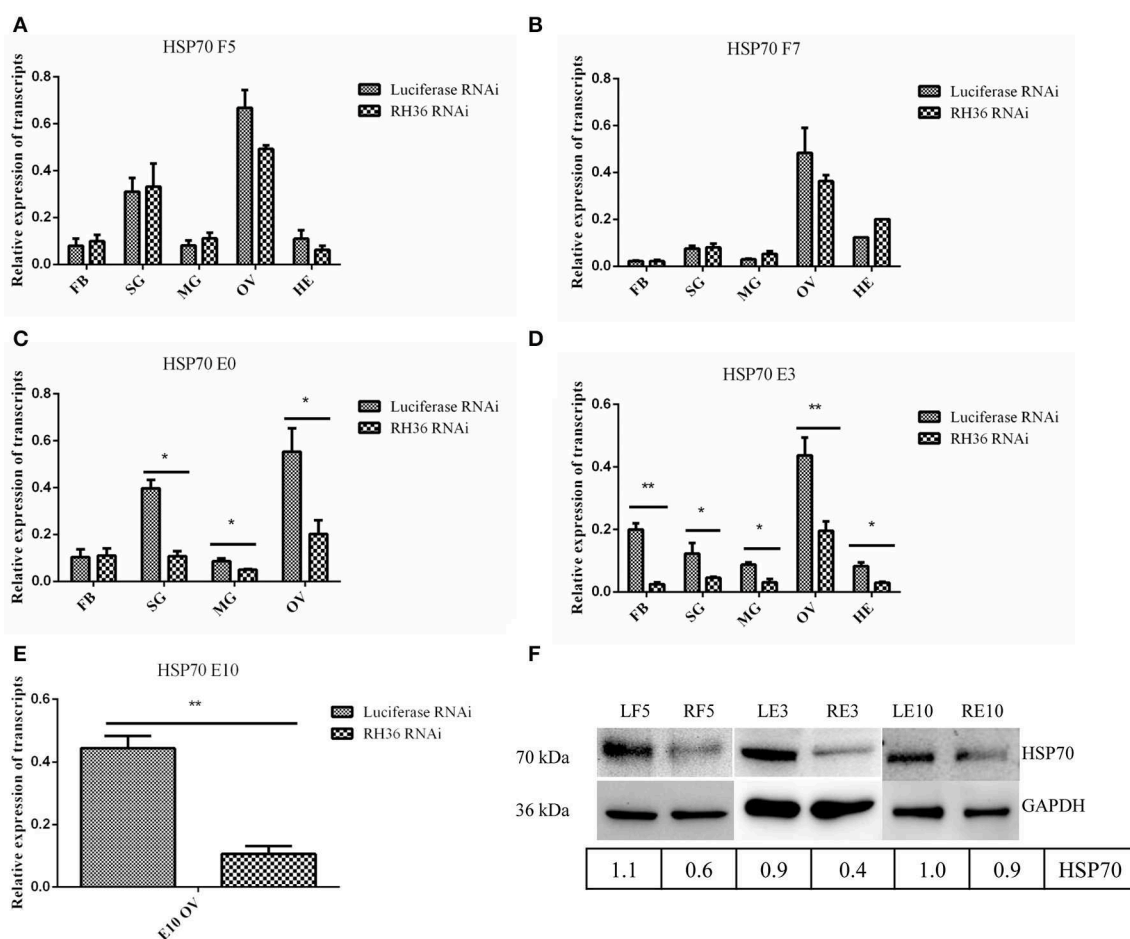 A
HSP70 F5
Relative expression of transcripts
0.8
0.6
0.4
0.2
0.0
FB
SG
MG
OV
HE
Luciferase RNAi
RH36 RNAi
B
HSP70 F7
Relative expression of transcripts
0.8
0.6
0.4
0.2
0.0
FB
SG
MG
OV
HE
Luciferase RNAi
RH36 RNAi
C
HSP70 E0
Relative expression of transcripts
0.8
0.6
0.4
0.2
0.0
*
*
*
FB
SG
MG
OV
Luciferase RNAi
RH36 RNAi
D
HSP70 E3
Relative expression of transcripts
0.6
0.4
0.2
0.0
**
*
*
**
*
FB
SG
MG
OV
HE
Luciferase RNAi
RH36 RNAi
E
HSP70 E10
Relative expression of transcripts
0.6
0.4
0.2
0.0
**
E10 OV
Luciferase RNAi
RH36 RNAi
F
LF5 RF5 LE3 RE3 LE10 RE10
70 kDa HSP70
36 kDa GAPDH
1.1 0.6 0.9 0.4 1.0 0.9 HSP70